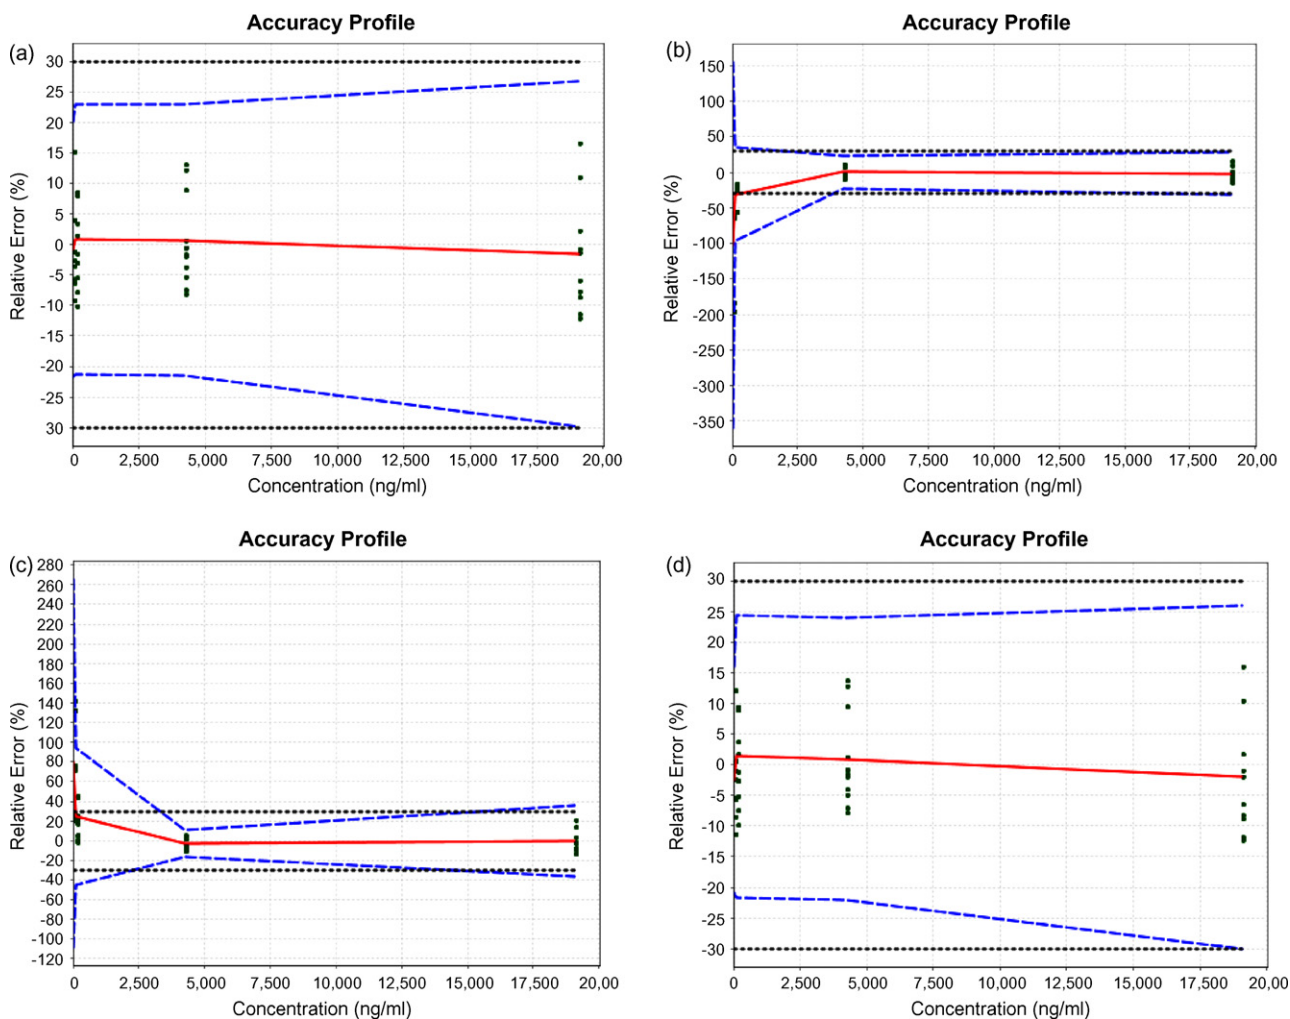 Accuracy Profile
(a)
30
25
20
15
10
5
0
-5
-10
-15
-20
-25
30
Relative Error (%)
0 2,500 5,000 7,500 10,000 12,500 15,000 17,500 20,00
Concentration (ng/ml)
Accuracy Profile
(b)
150
100
50
0
-50
-100
-150
-200
-250
-300
-350
Relative Error (%)
0 2,500 5,000 7,500 10,000 12,500 15,000 17,500 20,00
Concentration (ng/ml)
Accuracy Profile
(c)
280
260
240
220
200
180
160
140
120
100
80
60
40
20
0
-20
-40
-60
-80
-100
-120
Relative Error (%)
0 2,500 5,000 7,500 10,000 12,500 15,000 17,500 20,00
Concentration (ng/ml)
Accuracy Profile
(d)
30
25
20
15
10
5
0
-5
-10
-15
-20
-25
-30
Relative Error (%)
0 2,500 5,000 7,500 10,000 12,500 15,000 17,500 20,00
Concentration (ng/ml)